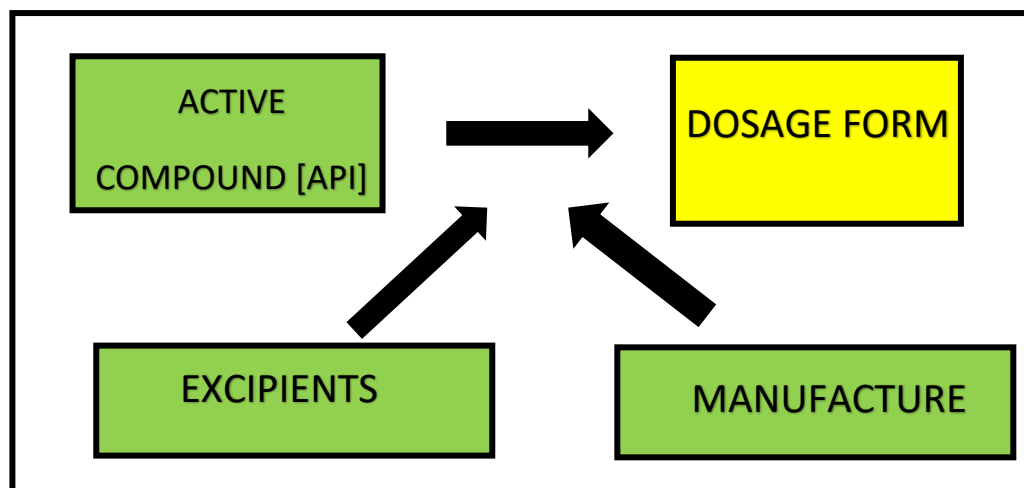 ACTIVE
COMPOUND [API]
DOSAGE FORM
EXCIPIENTS
MANUFACTURE